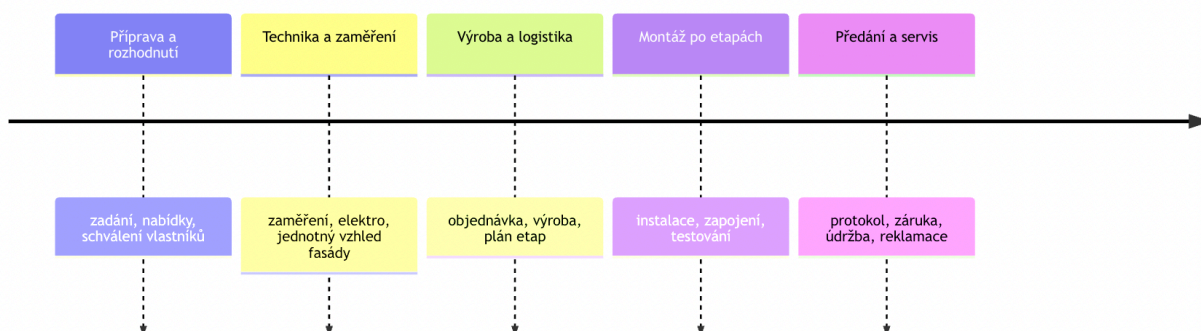 Příprava a
rozhodnutí
Technika a zaměření
Výroba a logistika
Montáž po etapách
Předání a servis
zadání, nabídky,
schválení vlastníků
zaměření, elektro,
jednotný vzhled
fasády
objednávka, výroba,
plán etap
instalace, zapojení,
testování
protokol, záruka,
údržba, reklamace